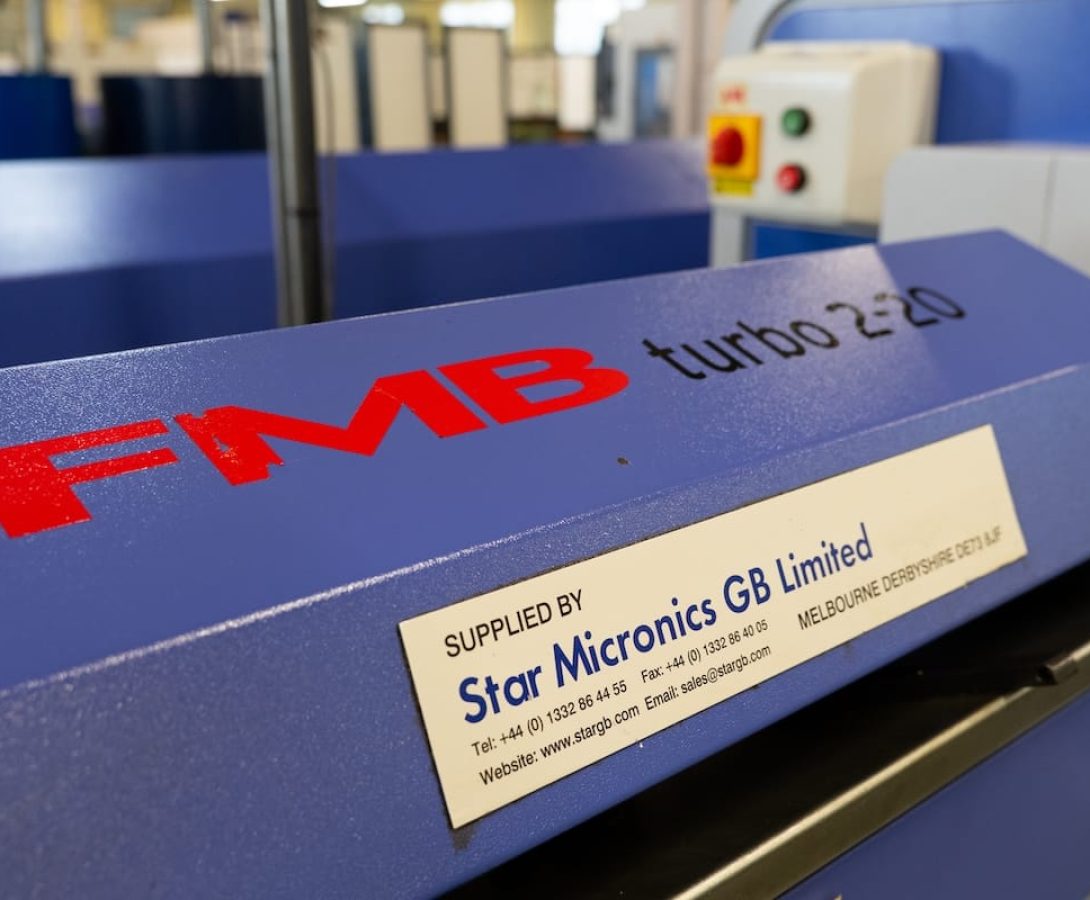 FMB turbo 2-20
SUPPLIED BY
Star Micronics GB Limited
Tel: +44 (0) 1332 86 44 55 Fax: +44 (0) 1332 86 40 05 MELBOURNE DERBYSHIRE DE73 8JF
Website: www.stargb.com Email: sales@stargb.com